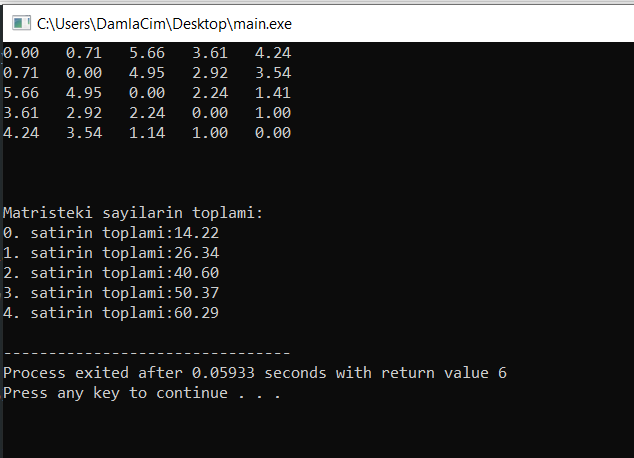 C:\Users\DamlaCim\Desktop\main.exe
0.00 0.71 5.66 3.61 4.24
0.71 0.00 4.95 2.92 3.54
5.66 4.95 0.00 2.24 1.41
3.61 2.92 2.24 0.00 1.00
4.24 3.54 1.14 1.00 0.00
Matristeki sayilarin toplami:
0. satirin toplami:14.22
1. satirin toplami:26.34
2. satirin toplami:40.60
3. satirin toplami:50.37
4. satirin toplami:60.29
--------------------------------
Process exited after 0.05933 seconds with return value 6
Press any key to continue . . .